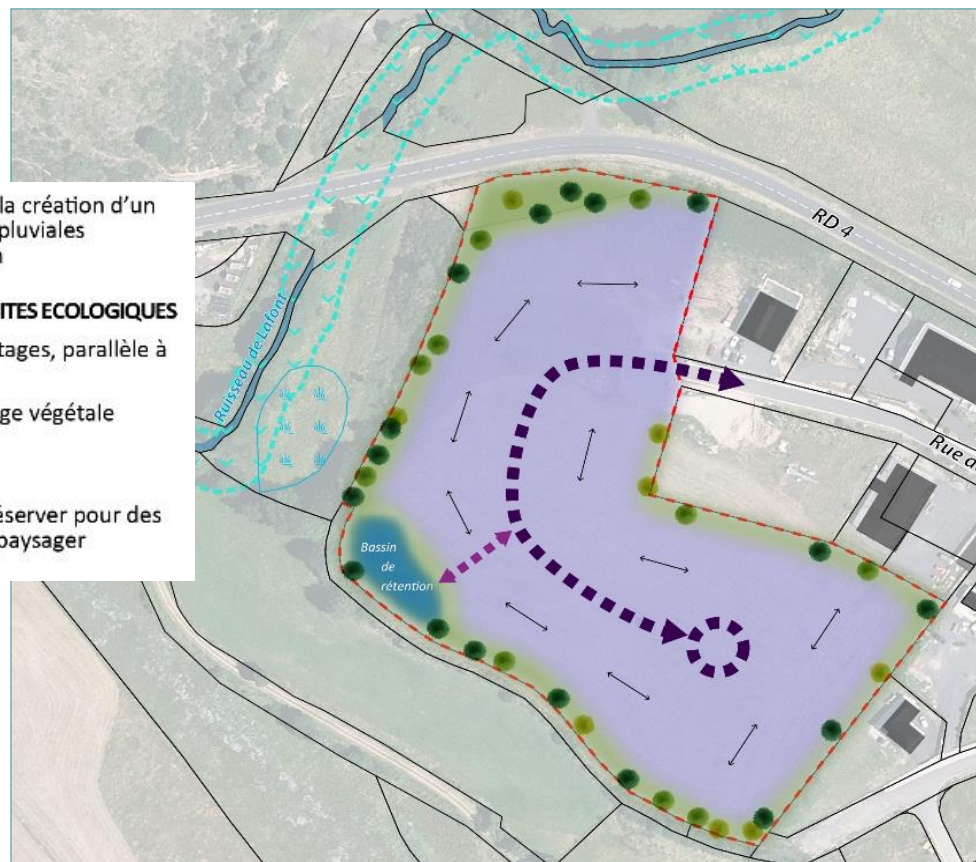 la création d'un
pluviales
ITES ECOLOGIQUES
tages, parallèle à
ge végétale
éserver pour des
paysager
RD 4
Ruisseau de Lafont
Rue d
Bassin
de
rétention